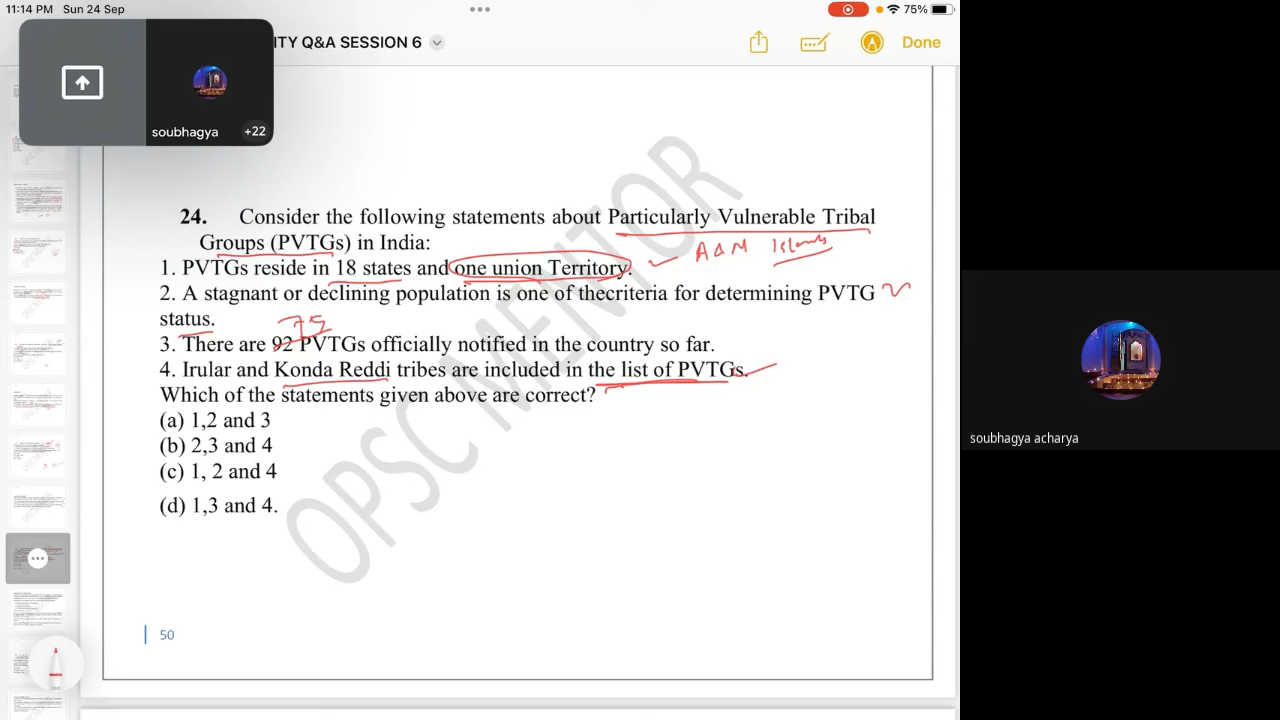 11:14 PM Sun 24 Sep
75%
ITY Q&A SESSION 6
Done
soubhagya
+22
24. Consider the following statements about Particularly Vulnerable Tribal
Groups (PVTGs) in India:
A&N Islands
1. PVTGs reside in 18 states and one union Territory.
2. A stagnant or declining population is one of thecriteria for determining PVTG
status.
75
3. There are 92 PVTGs officially notified in the country so far.
4. Irular and Konda Reddi tribes are included in the list of PVTGs.
Which of the statements given above are correct?
(a) 1,2 and 3
(b) 2,3 and 4
(c) 1, 2 and 4
(d) 1,3 and 4.
OPSC MENTOR
50
soubhagya acharya